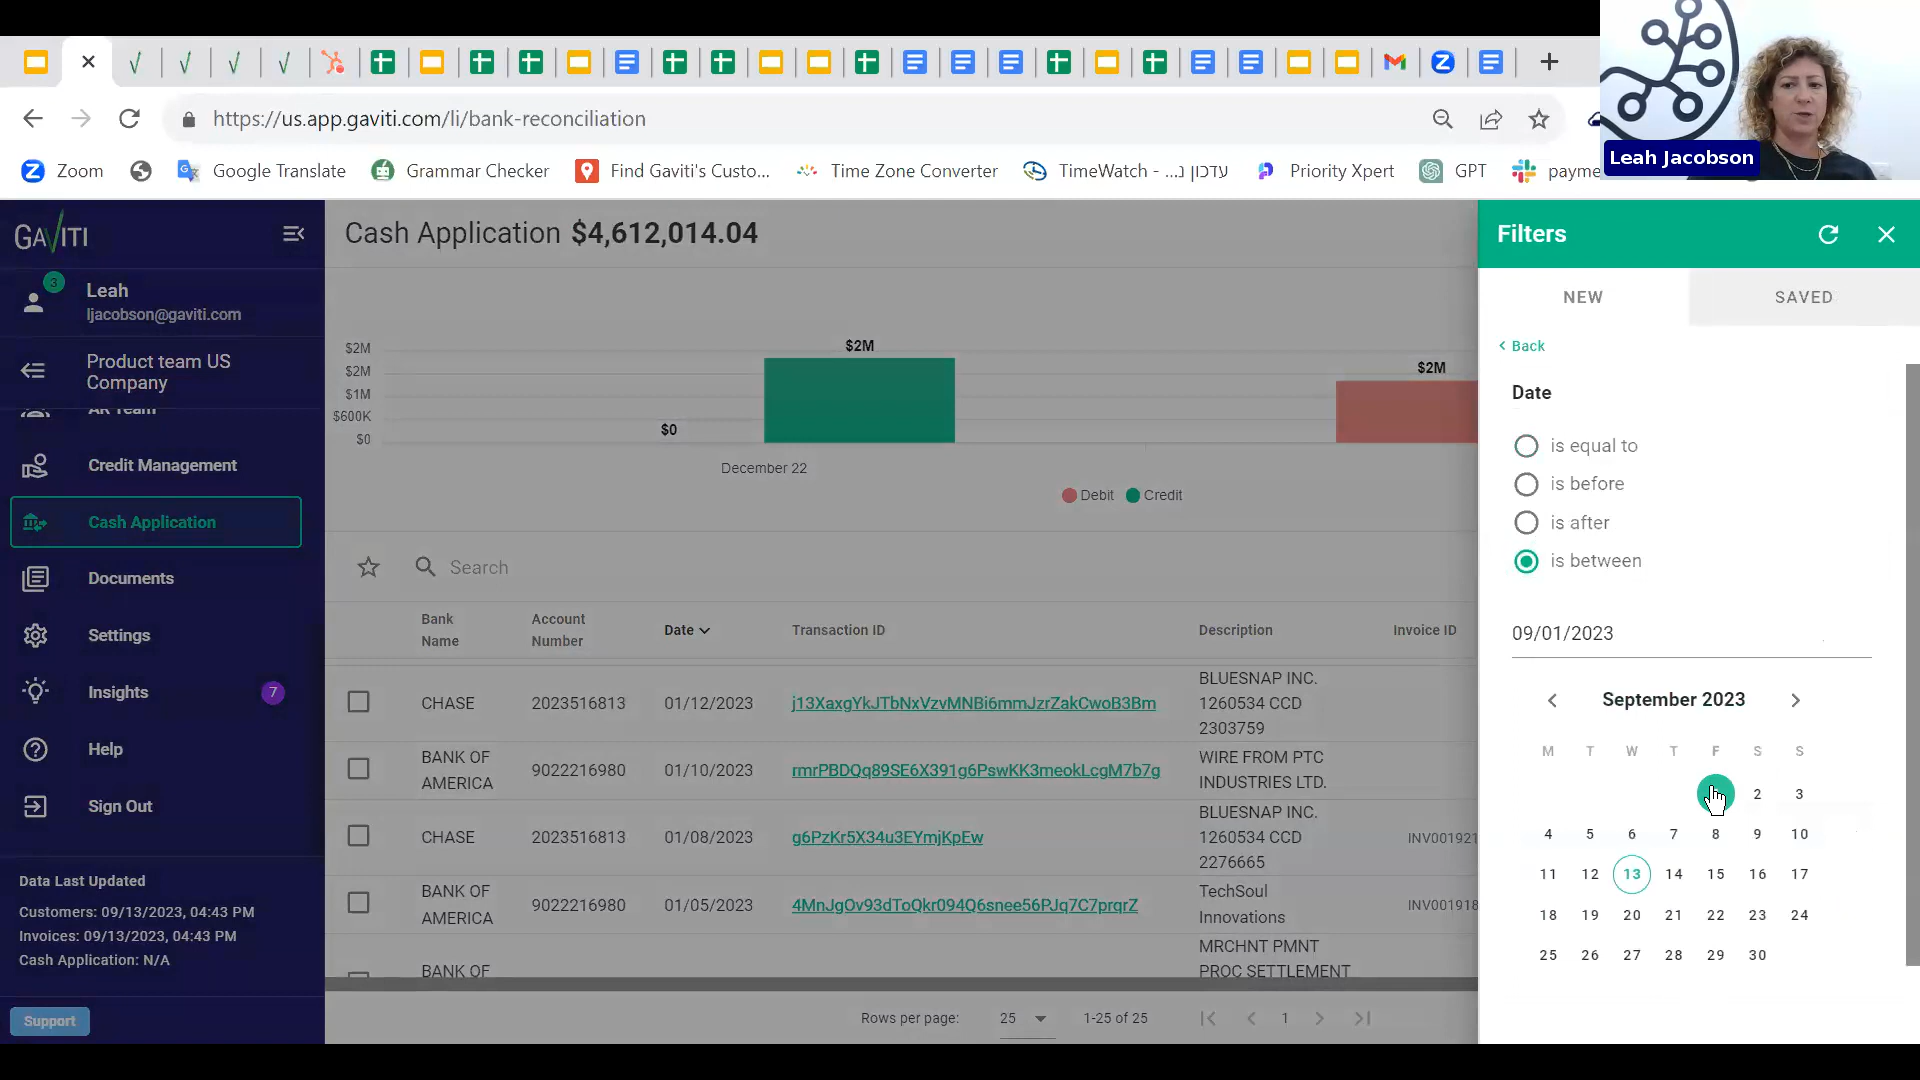 https://us.app.gaviti.com/li/bank-reconciliation
Zoom
Google Translate
Grammar Checker
Find Gaviti's Custo...
Time Zone Converter
TimeWatch - ...עדכון נ
Priority Xpert
GPT
payme
Leah Jacobson
GAVITI
3
Leah
ljacobson@gaviti.com
Product team US
Company
AR Team
Credit Management
Cash Application
Documents
Settings
Insights
7
Help
Sign Out
Data Last Updated
Customers: 09/13/2023, 04:43 PM
Invoices: 09/13/2023, 04:43 PM
Cash Application: N/A
Support
Cash Application $4,612,014.04
$2M
$2M
$1M
$600K
$0
$0
$2M
$2M
December 22
Debit Credit
Search
Bank Name Account Number Date Transaction ID Description Invoice ID
CHASE 2023516813 01/12/2023 j13XaxgYkJTbNxVzvMNBi6mmJzrZakCwoB3Bm BLUESNAP INC. 1260534 CCD 2303759
BANK OF AMERICA 9022216980 01/10/2023 rmrPBDQq89SE6X391g6PswKK3meokLcgM7b7g WIRE FROM PTC INDUSTRIES LTD.
CHASE 2023516813 01/08/2023 g6PzKr5X34u3EYmjKpEw BLUESNAP INC. 1260534 CCD 2276665 INV001921
BANK OF AMERICA 9022216980 01/05/2023 4MnJgOv93dToQkr094Q6snee56PJq7C7prqrZ TechSoul Innovations INV001918
BANK OF MRCHNT PMNT PROC SETTLEMENT
Rows per page: 25 1-25 of 25 1
Filters
NEW SAVED
Back
Date
is equal to
is before
is after
is between
09/01/2023
September 2023
M T W T F S S
2 3
4 5 6 7 8 9 10
11 12 13 14 15 16 17
18 19 20 21 22 23 24
25 26 27 28 29 30